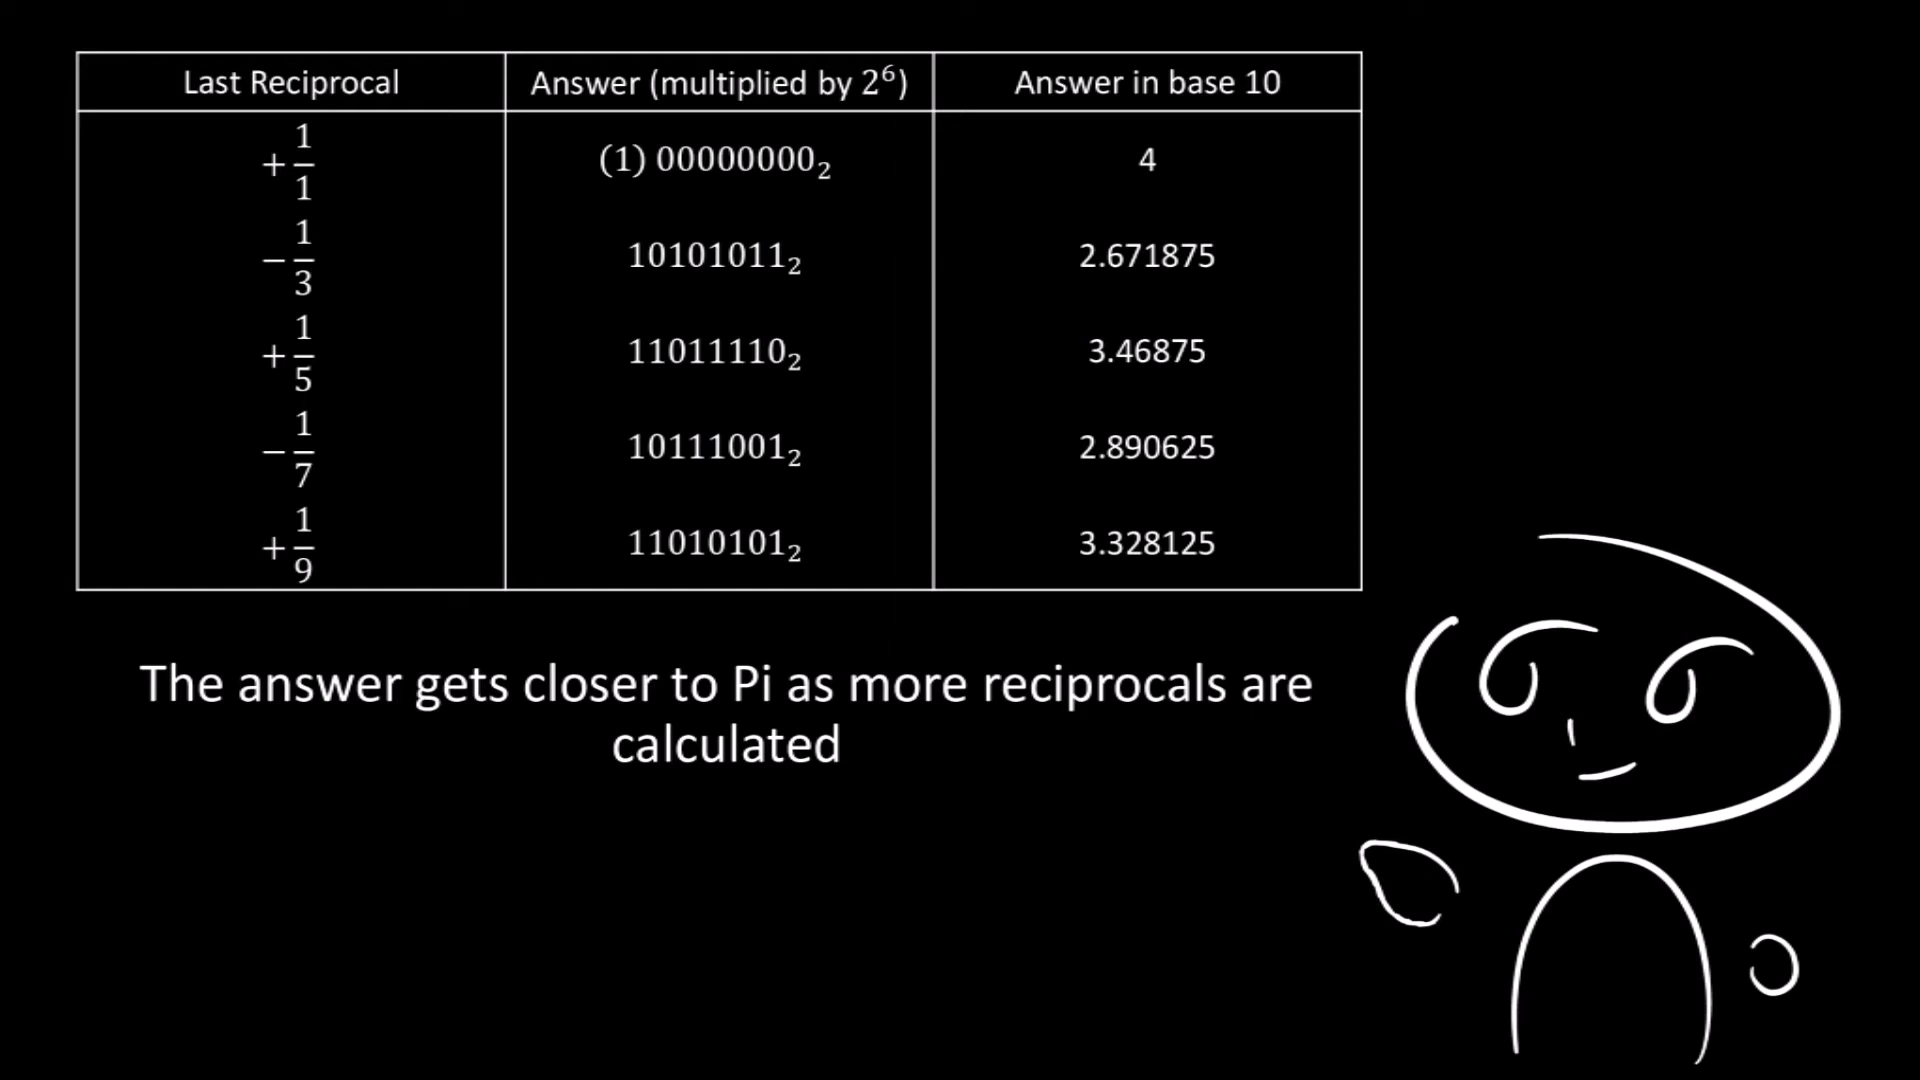 Last Reciprocal Answer (multiplied by 2⁶) Answer in base 10
+1/1 (1) 00000000₂ 4
−1/3 10101011₂ 2.671875
+1/5 11011110₂ 3.46875
−1/7 10111001₂ 2.890625
+1/9 11010101₂ 3.328125
The answer gets closer to Pi as more reciprocals are
calculated